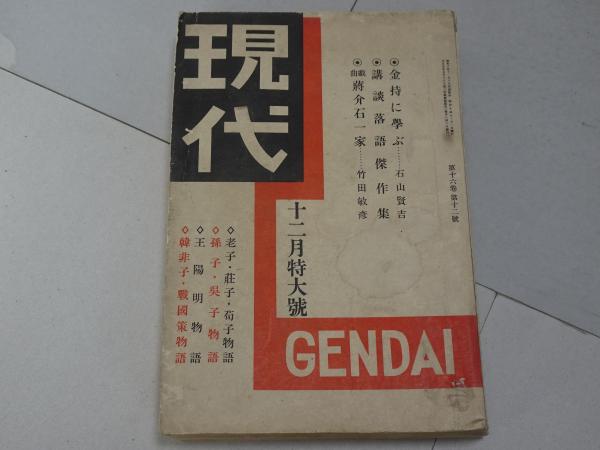 現代
◉金持に學ぶ……石山賢吉
◉講談落語傑作集
◉戲曲 蔣介石一家……竹田敏彦
第十六卷第十二號
十二月特大號
◇老子・莊子・荀子物語
◇孫子・吳子物語
◇王陽明物語
◇韓非子・戰國策物語
GENDAI